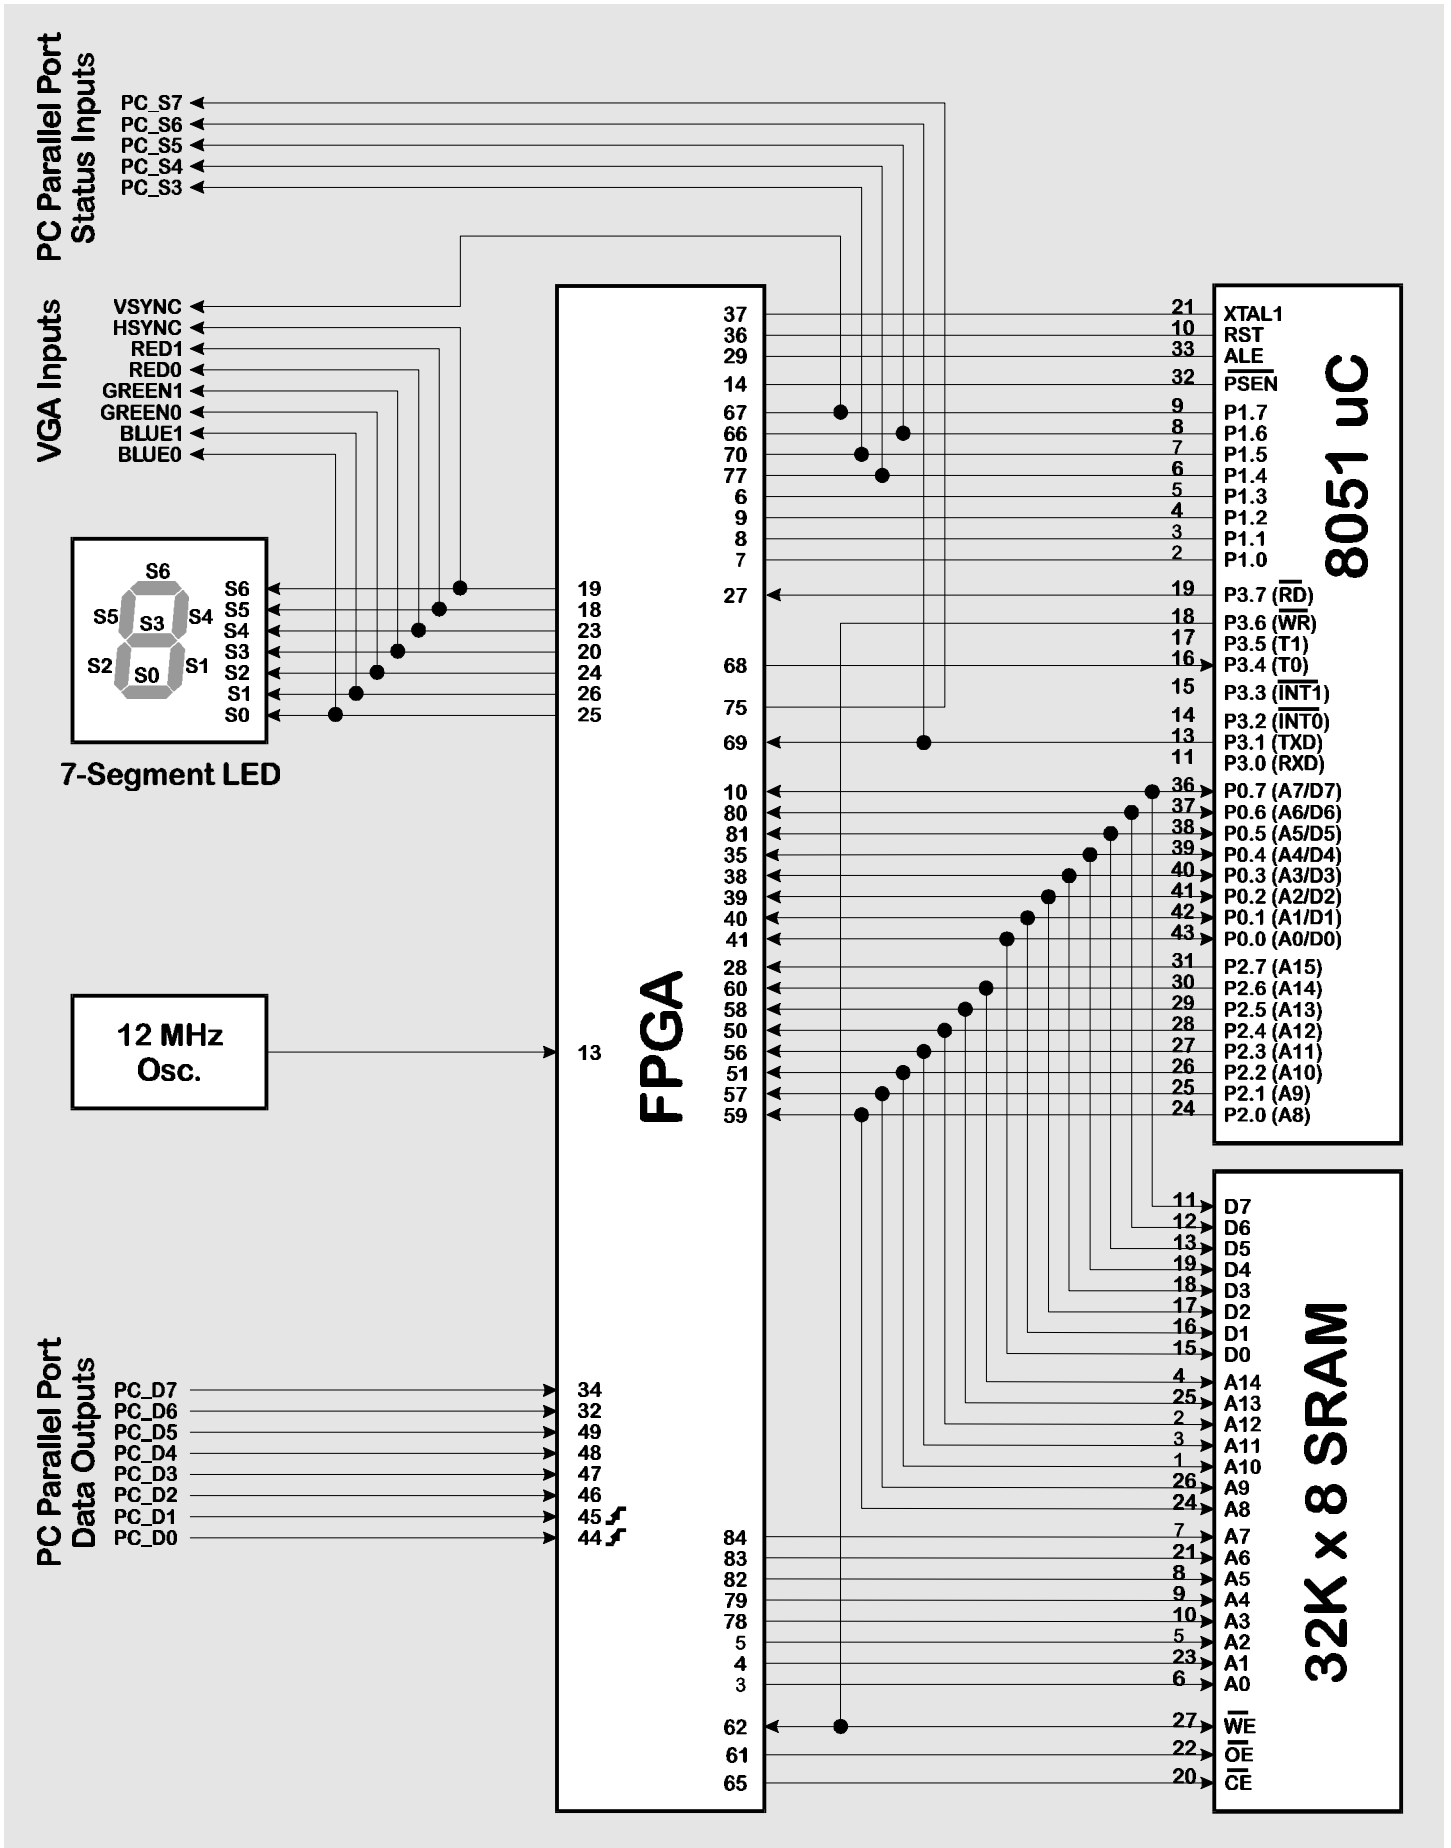 PC Parallel Port
Status Inputs
PC_S7
PC_S6
PC_S5
PC_S4
PC_S3
VGA Inputs
VSYNC
HSYNC
RED1
RED0
GREEN1
GREEN0
BLUE1
BLUE0
S6
S5
S4
S3
S2
S1
S0
S6
S5
S4
S3
S2
S1
S0
7-Segment LED
12 MHz
Osc.
PC Parallel Port
Data Outputs
PC_D7
PC_D6
PC_D5
PC_D4
PC_D3
PC_D2
PC_D1
PC_D0
19
18
23
20
24
26
25
13
34
32
49
48
47
46
45
44
FPGA
37
36
29
14
67
66
70
77
6
9
8
7
27
68
75
69
10
80
81
35
38
39
40
41
28
60
58
50
56
51
57
59
84
83
82
79
78
5
4
3
62
61
65
21 XTAL1
10 RST
33 ALE
32 PSEN
9 P1.7
8 P1.6
7 P1.5
6 P1.4
5 P1.3
4 P1.2
3 P1.1
2 P1.0
19 P3.7 (RD)
18 P3.6 (WR)
17 P3.5 (T1)
16 P3.4 (T0)
15 P3.3 (INT1)
14 P3.2 (INT0)
13 P3.1 (TXD)
11 P3.0 (RXD)
36 P0.7 (A7/D7)
37 P0.6 (A6/D6)
38 P0.5 (A5/D5)
39 P0.4 (A4/D4)
40 P0.3 (A3/D3)
41 P0.2 (A2/D2)
42 P0.1 (A1/D1)
43 P0.0 (A0/D0)
31 P2.7 (A15)
30 P2.6 (A14)
29 P2.5 (A13)
28 P2.4 (A12)
27 P2.3 (A11)
26 P2.2 (A10)
25 P2.1 (A9)
24 P2.0 (A8)
8051 uC
11 D7
12 D6
13 D5
19 D4
18 D3
17 D2
16 D1
15 D0
4 A14
25 A13
2 A12
3 A11
1 A10
26 A9
24 A8
7 A7
21 A6
8 A5
9 A4
10 A3
5 A2
23 A1
6 A0
27 WE
22 OE
20 CE
32K x 8 SRAM